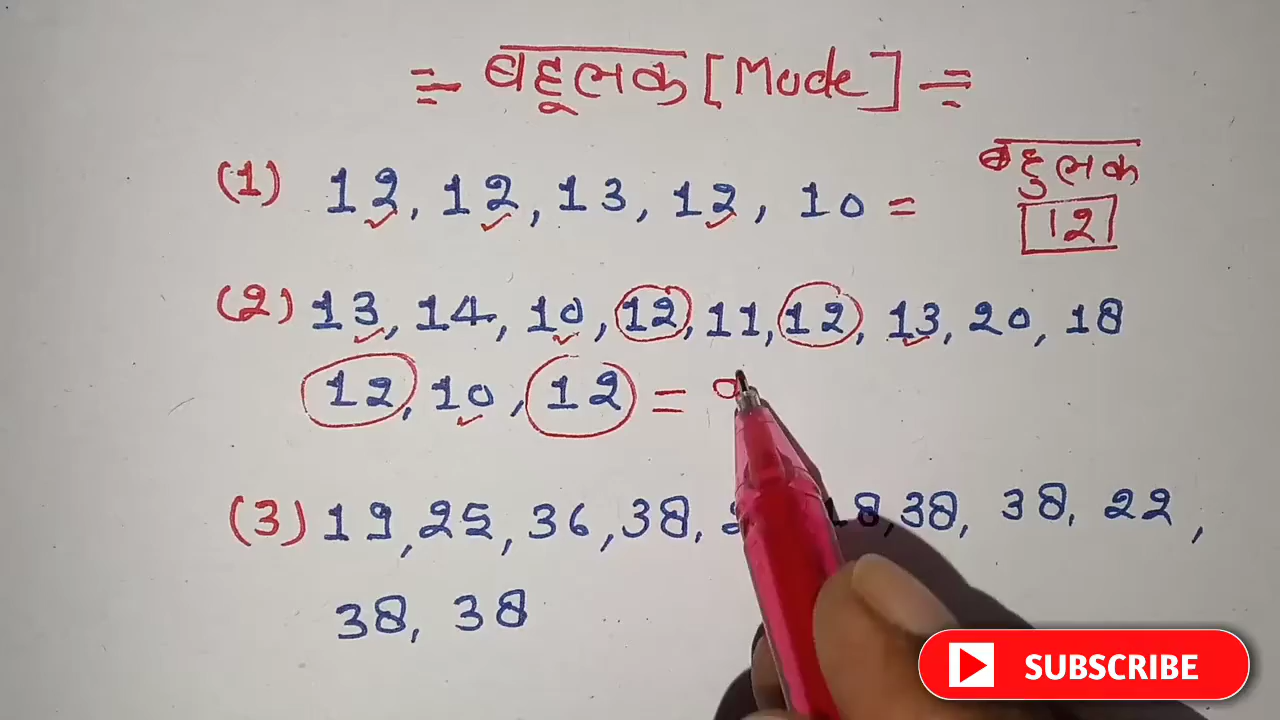 = बहूलक [Mode] =
(1) 12, 12, 13, 12, 10 =
बहुलक
12
(2) 13, 14, 10, 12, 11, 12, 13, 20, 18
12, 10, 12 =
(3) 19, 25, 36, 38, 18, 38, 38, 22,
38, 38
SUBSCRIBE